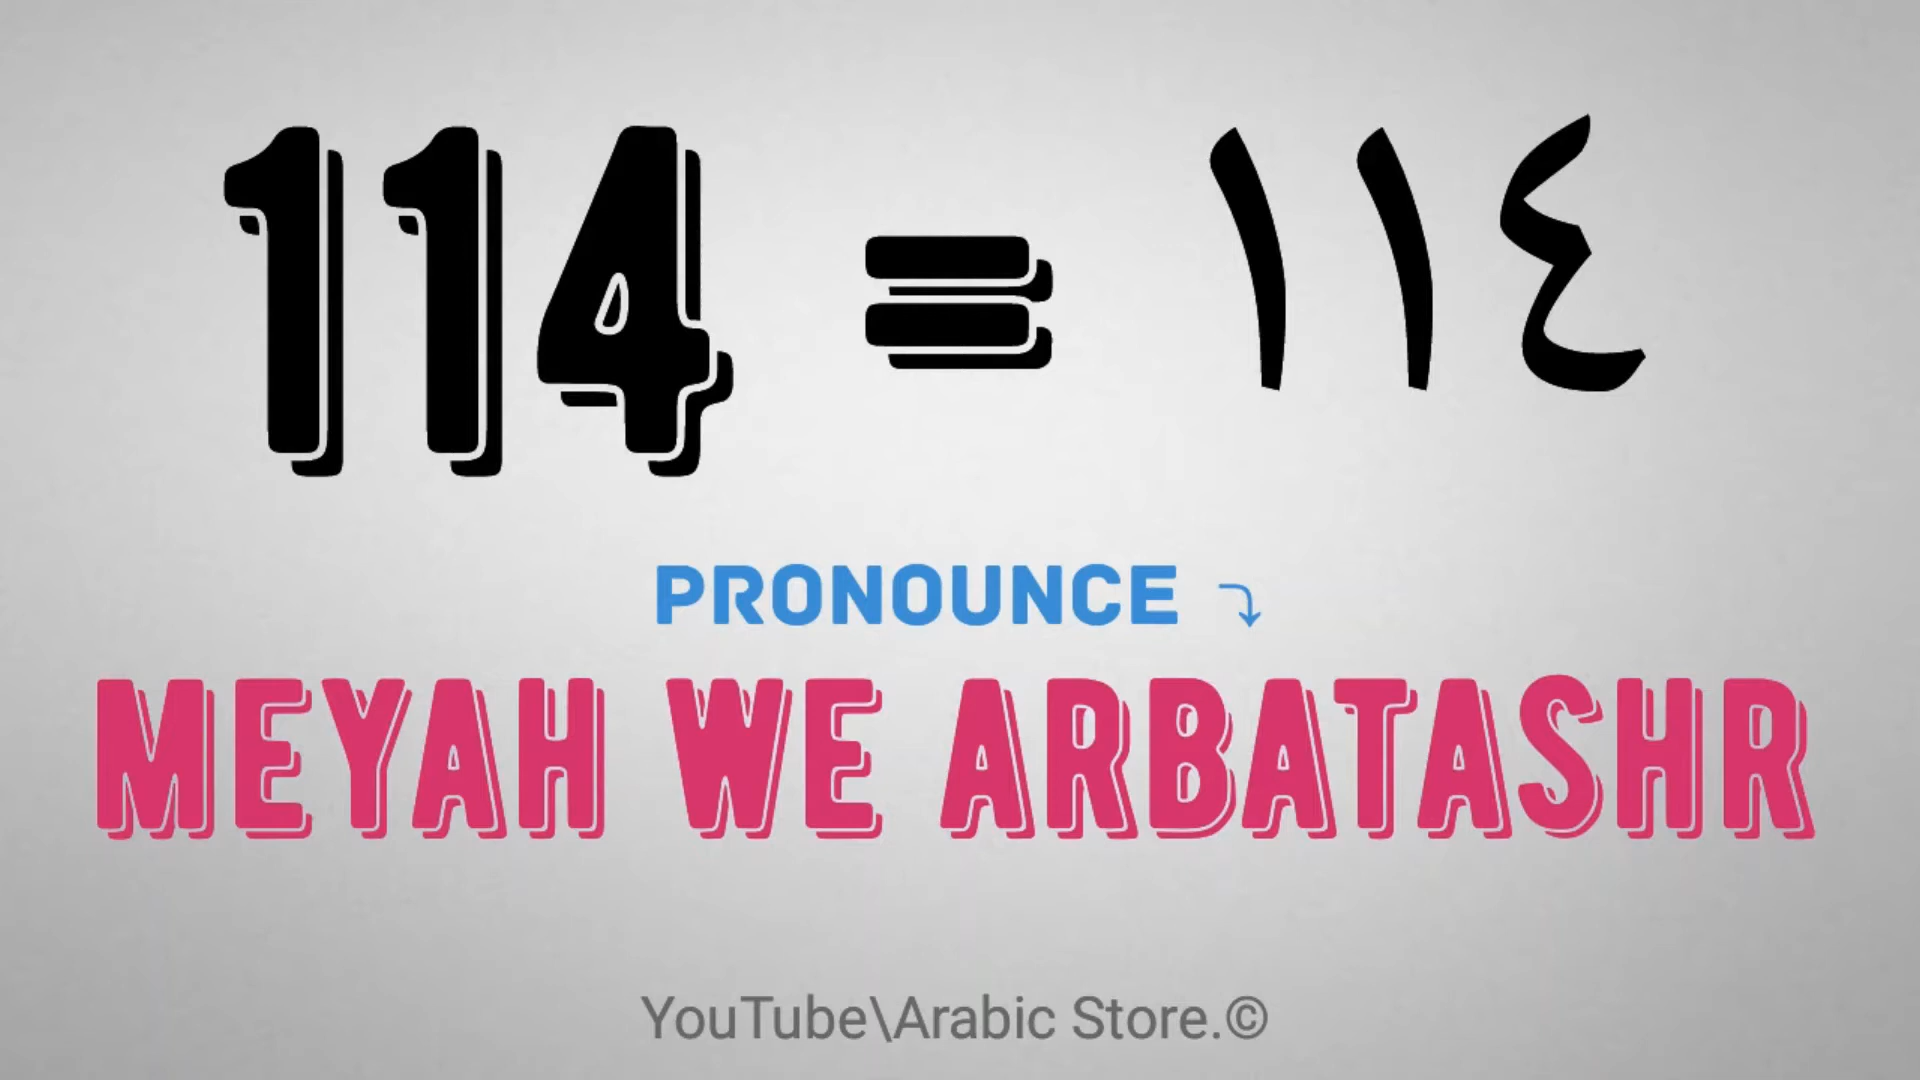 114 = ١١٤
PRONOUNCE ⤵
MEYAH WE ARBATASHR
YouTube\Arabic Store.©